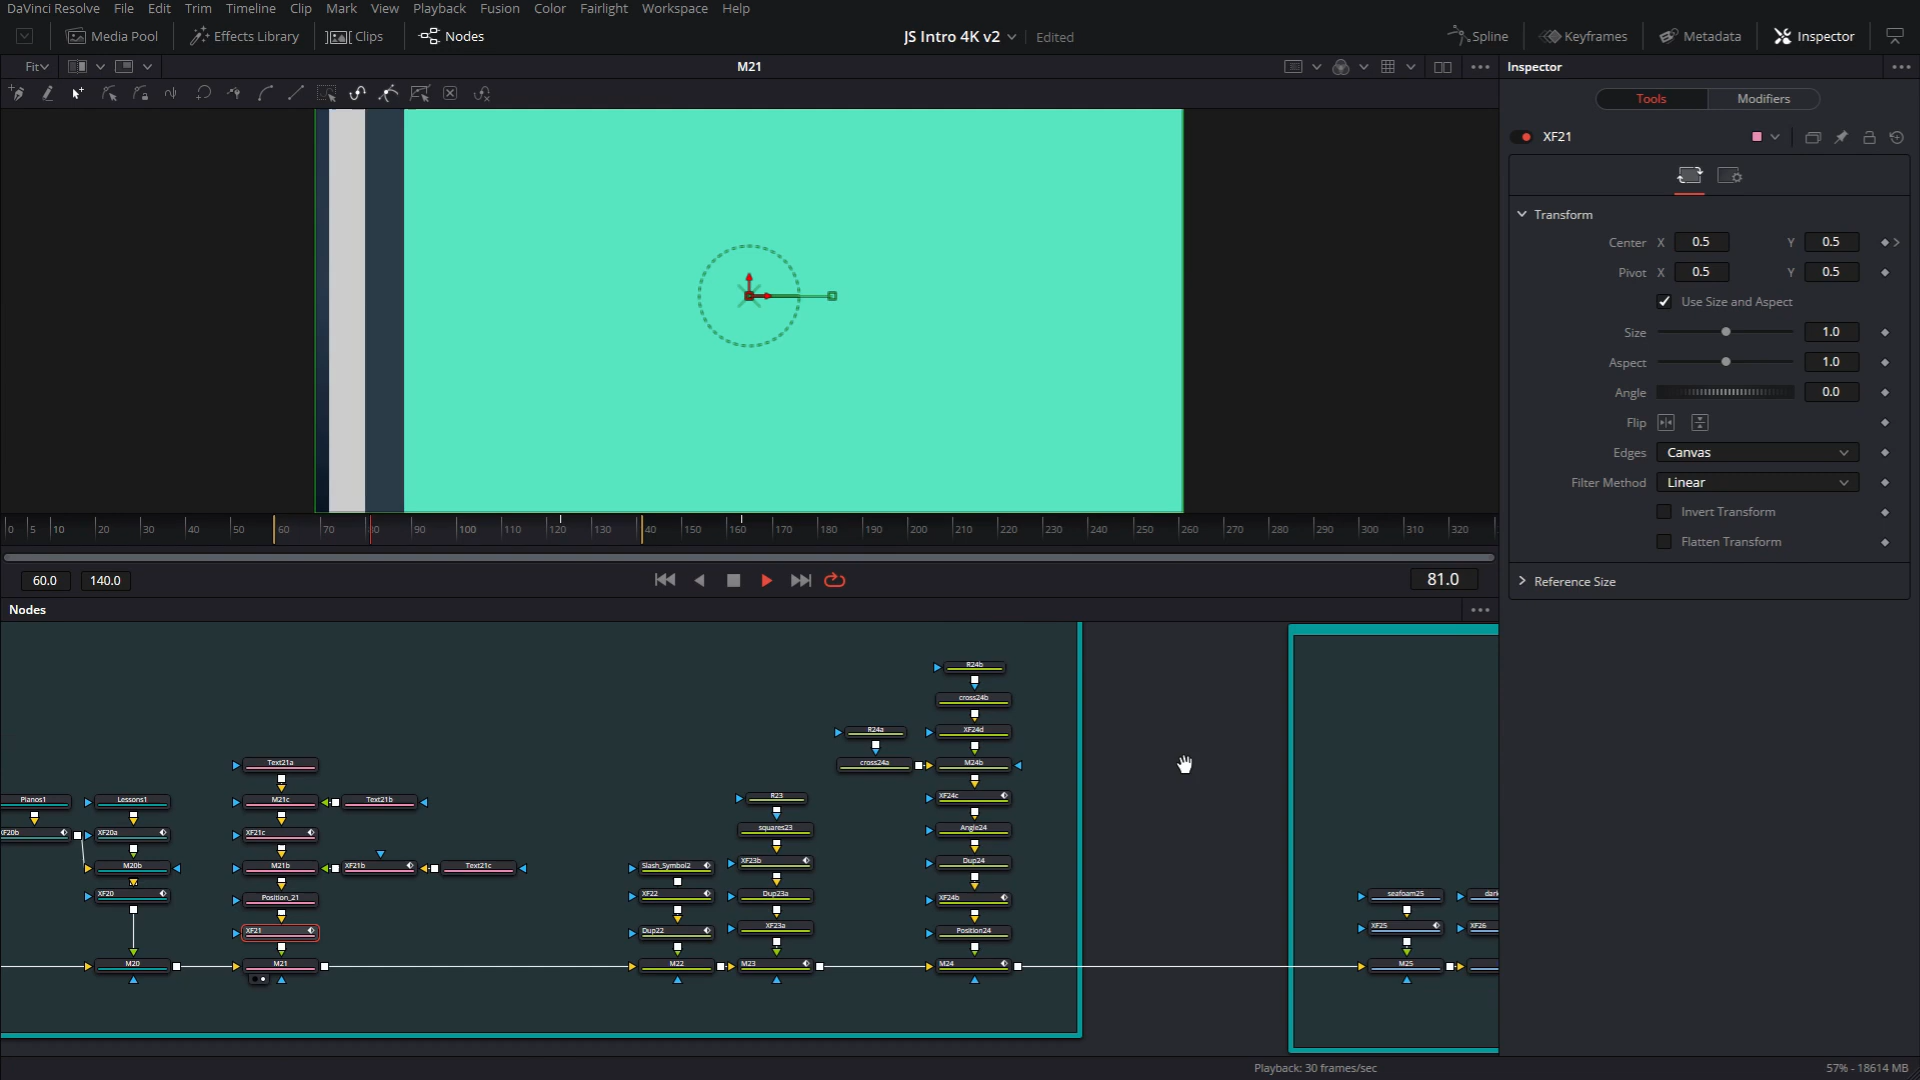 DaVinci Resolve File Edit Trim Timeline Clip Mark View Playback Fusion Color Fairlight Workspace Help
Media Pool Effects Library Clips Nodes JS Intro 4K v2 Edited Spline Keyframes Metadata Inspector
Fit M21 Inspector
Tools Modifiers
XF21
Transform
Center X 0.5 Y 0.5
Pivot X 0.5 Y 0.5
Use Size and Aspect
Size 1.0
Aspect 1.0
Angle 0.0
Flip
Edges Canvas
Filter Method Linear
Invert Transform
Flatten Transform
Reference Size
0 5 10 20 30 40 50 60 70 80 90 100 110 120 130 40 150 160 170 180 190 200 210 220 230 240 250 260 270 280 290 300 310 320
60.0 140.0 81.0
Nodes
R24b
cross24b
R24a XF24d
Text21a cross24a M24b
Pianos1 Lessons1 M21c Text21b R23 XF24c
XF20b XF20a XF21c squares23 Angle24
M20b M21b XF21b Text21c Slash_Symbol2 XF23b Dup24
XF20 Position_21 XF22 Dup23a XF24b seafoam25 dark
XF21 Dup22 XF23a Position24 XF25 XF26
M20 M21 M22 M23 M24 M25
Playback: 30 frames/sec 57% - 18614 MB